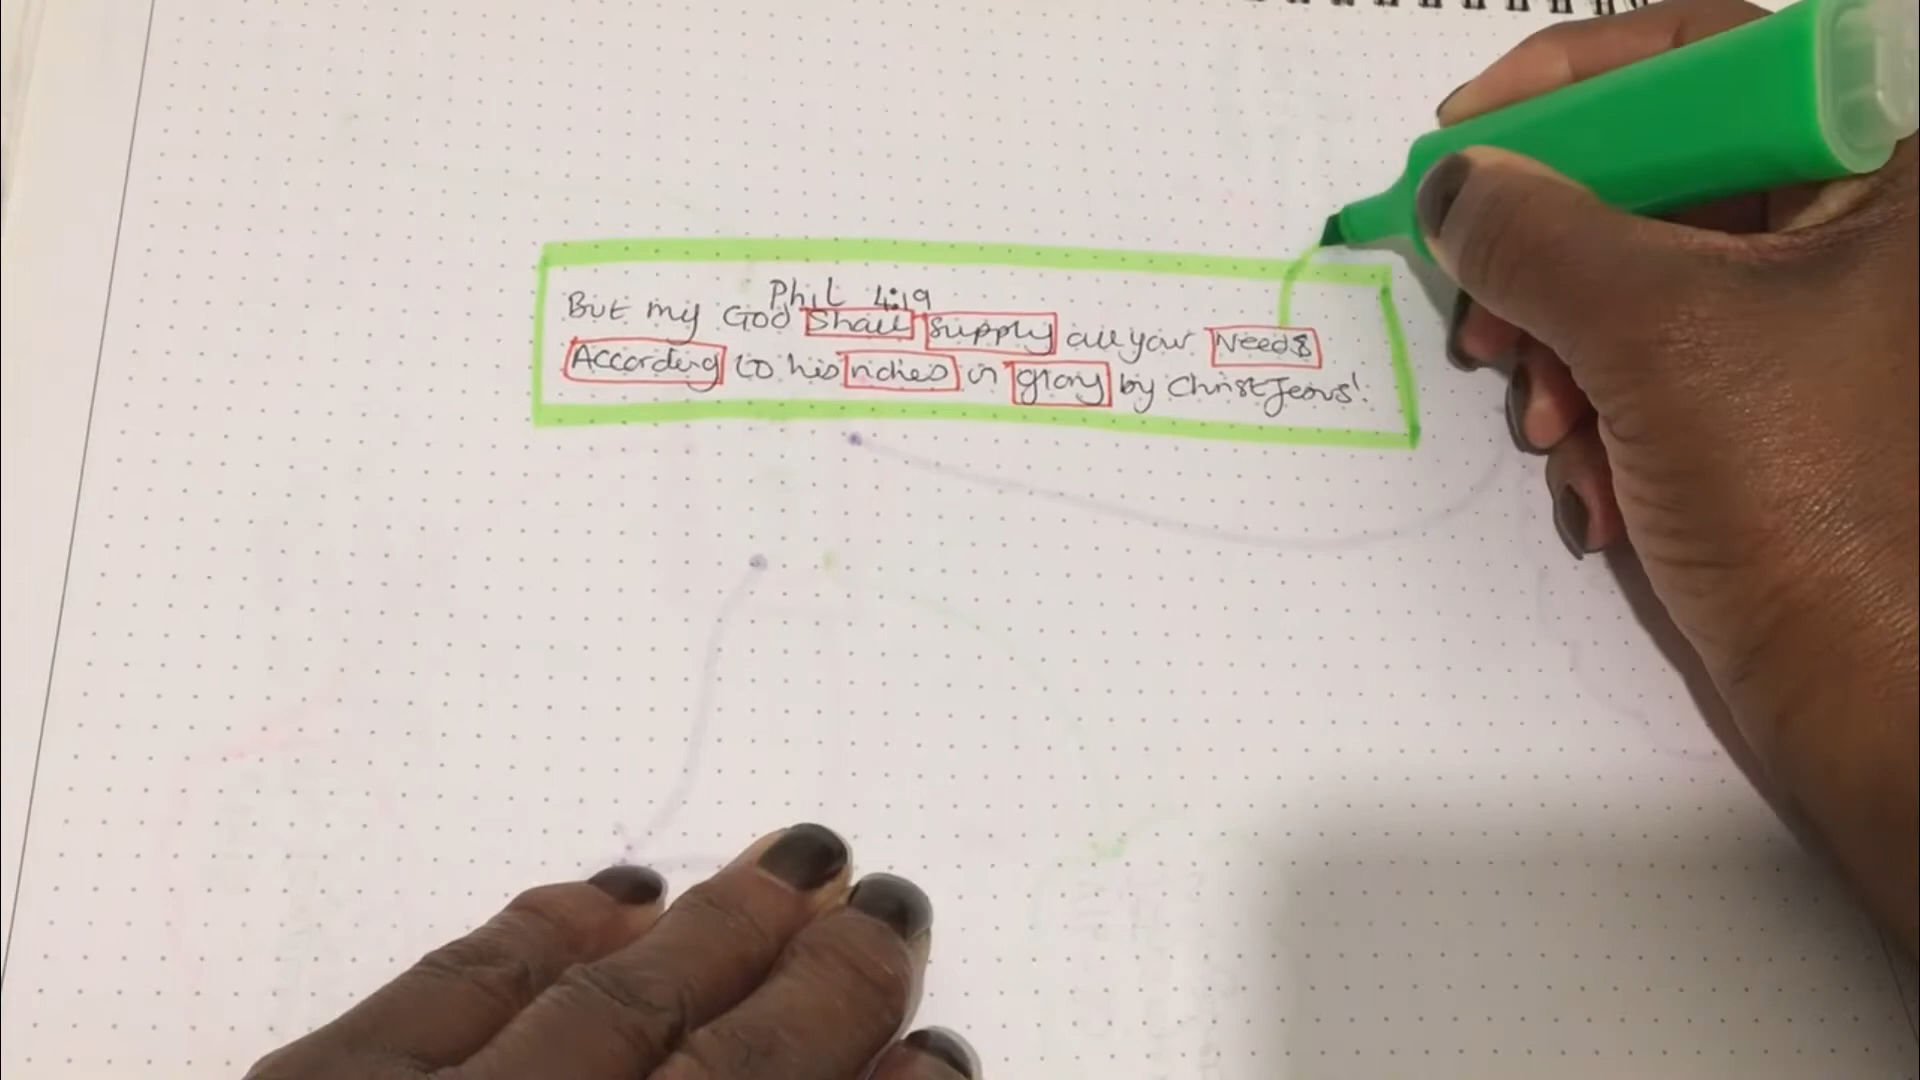 Phil 4:19
But my God Shall supply all your Needs
According to his riches in glory by Christ Jesus!